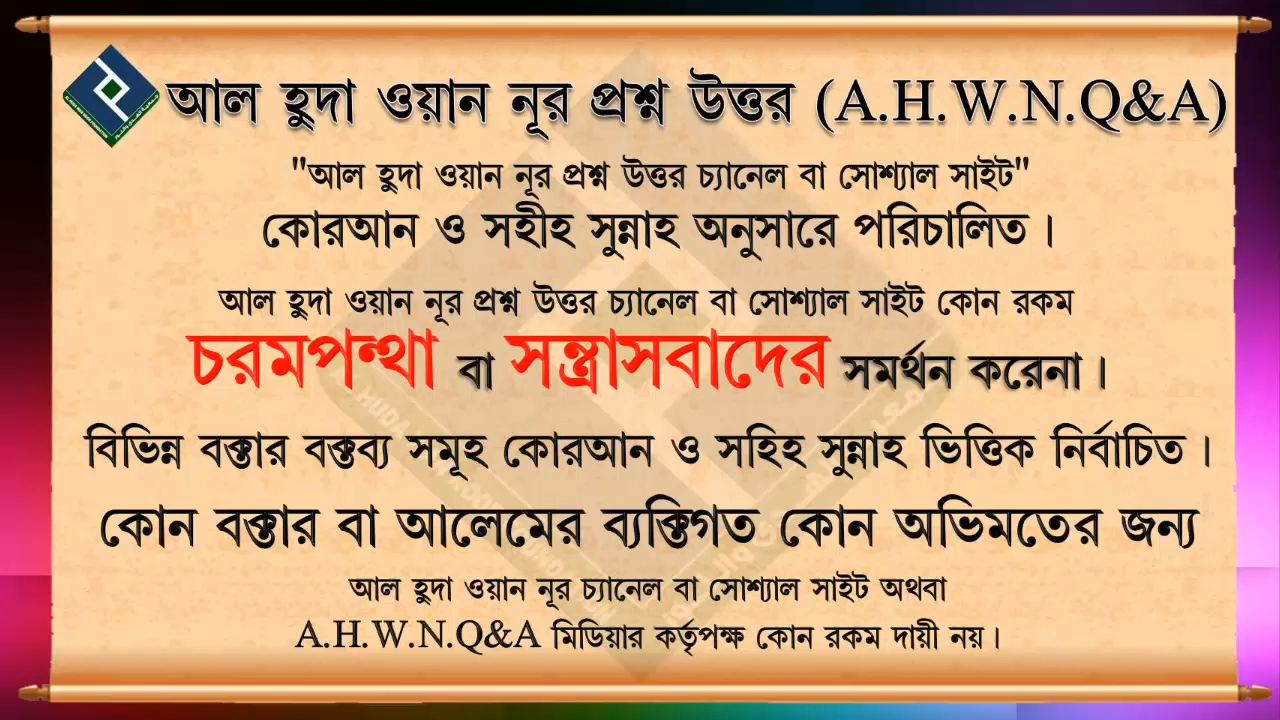 আল হুদা ওয়ান নূর প্রশ্ন উত্তর (A.H.W.N.Q&A)
"আল হুদা ওয়ান নূর প্রশ্ন উত্তর চ্যানেল বা সোশ্যাল সাইট"
কোরআন ও সহীহ সুন্নাহ অনুসারে পরিচালিত।
আল হুদা ওয়ান নূর প্রশ্ন উত্তর চ্যানেল বা সোশ্যাল সাইট কোন রকম
চরমপন্থা বা সন্ত্রাসবাদের সমর্থন করেনা।
বিভিন্ন বক্তার বক্তব্য সমূহ কোরআন ও সহিহ সুন্নাহ ভিত্তিক নির্বাচিত।
কোন বক্তার বা আলেমের ব্যক্তিগত কোন অভিমতের জন্য
আল হুদা ওয়ান নূর চ্যানেল বা সোশ্যাল সাইট অথবা
A.H.W.N.Q&A মিডিয়ার কর্তৃপক্ষ কোন রকম দায়ী নয়।